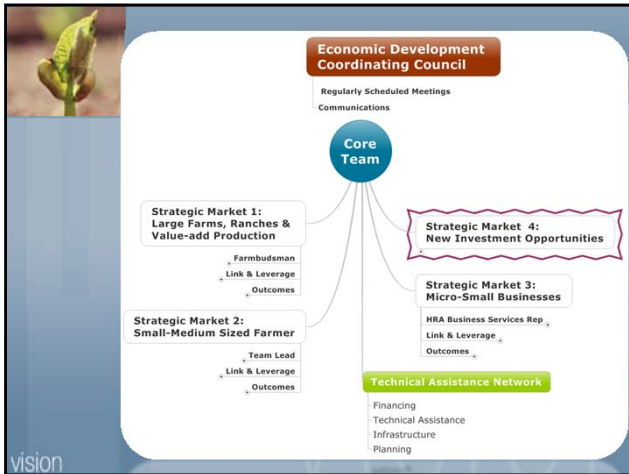 Economic Development
Coordinating Council
Regularly Scheduled Meetings
Communications
Core
Team
Strategic Market 1:
Large Farms, Ranches &
Value-add Production
Farmbudsman
Link & Leverage
Outcomes
Strategic Market 2:
Small-Medium Sized Farmer
Team Lead
Link & Leverage
Outcomes
Strategic Market 4:
New Investment Opportunities
Strategic Market 3:
Micro-Small Businesses
HRA Business Services Rep
Link & Leverage
Outcomes
Technical Assistance Network
Financing
Technical Assistance
Infrastructure
Planning
vision